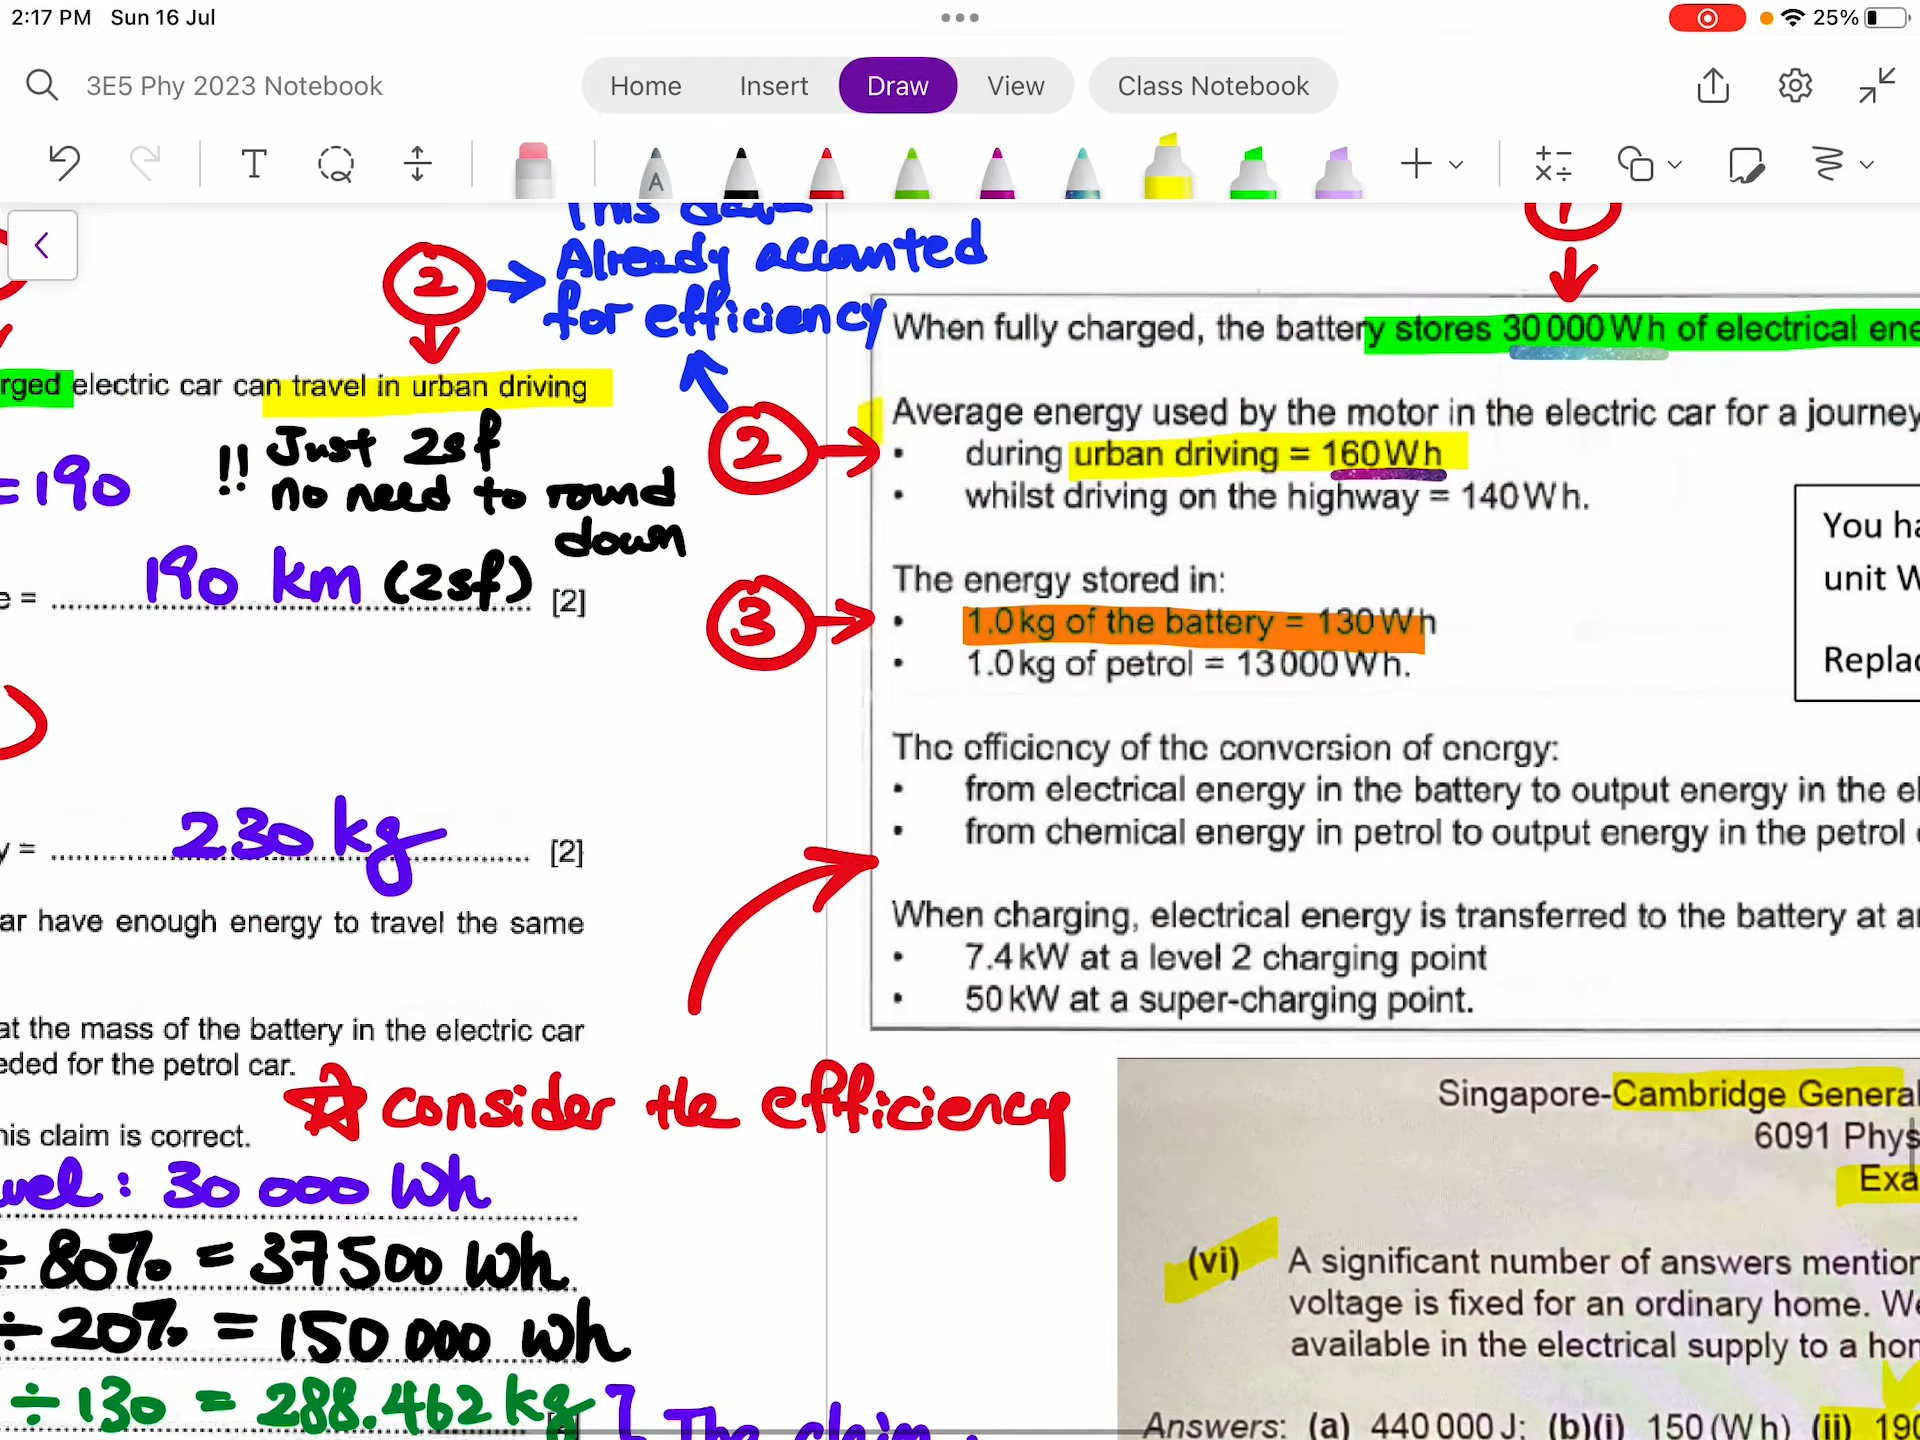 2:17 PM Sun 16 Jul
25%
3E5 Phy 2023 Notebook
Home Insert Draw View Class Notebook
T A
Already accounted
for efficiency
2
rged electric car can travel in urban driving
= 190
!! Just 2sf
no need to round
down
e = 190 km (2sf) [2]
y = 230 kg [2]
ar have enough energy to travel the same
at the mass of the battery in the electric car
eded for the petrol car.
his claim is correct.
☆ consider the efficiency
vel : 30 000 Wh
÷ 80% = 37500 Wh
÷ 20% = 150 000 Wh
÷ 130 = 288.462 kg
The claim
1
When fully charged, the battery stores 30 000 Wh of electrical ene
2
Average energy used by the motor in the electric car for a journey
• during urban driving = 160 Wh
• whilst driving on the highway = 140 Wh.
3
The energy stored in:
• 1.0 kg of the battery = 130 Wh
• 1.0 kg of petrol = 13 000 Wh.
The efficiency of the conversion of energy:
• from electrical energy in the battery to output energy in the el
• from chemical energy in petrol to output energy in the petrol
When charging, electrical energy is transferred to the battery at a
• 7.4 kW at a level 2 charging point
• 50 kW at a super-charging point.
You ha
unit W
Replac
Singapore-Cambridge General
6091 Phys
Exa
(vi) A significant number of answers mention
voltage is fixed for an ordinary home. We
available in the electrical supply to a hom
Answers: (a) 440 000 J; (b)(i) 150 (W h) (ii) 190